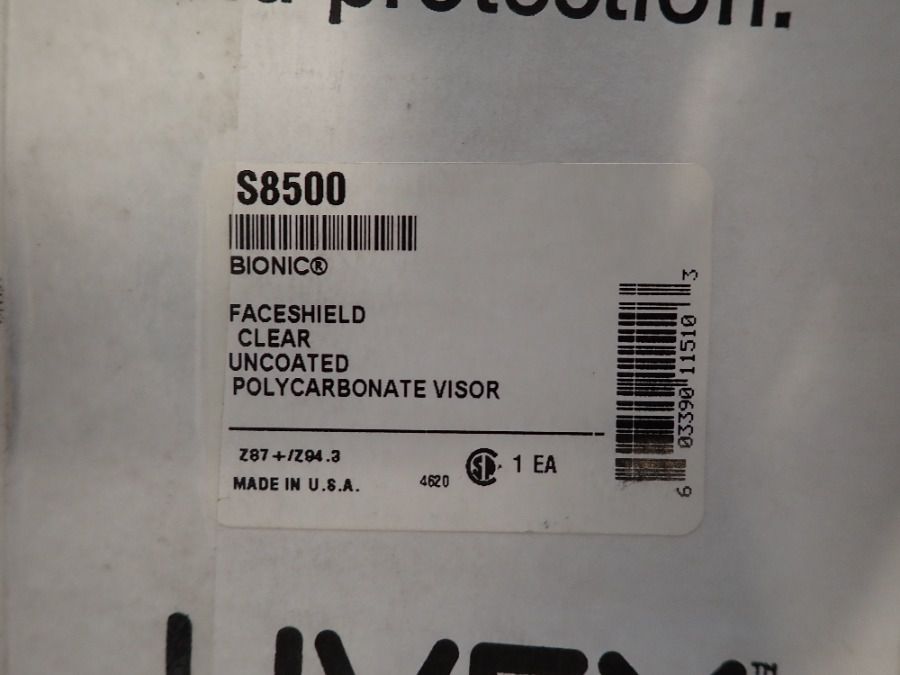 protection.
S8500
BIONIC®
FACESHIELD
CLEAR
UNCOATED
POLYCARBONATE VISOR
Z87+/Z94.3
MADE IN U.S.A.
4620
1 EA
6 03390 11510 3
UVEX™